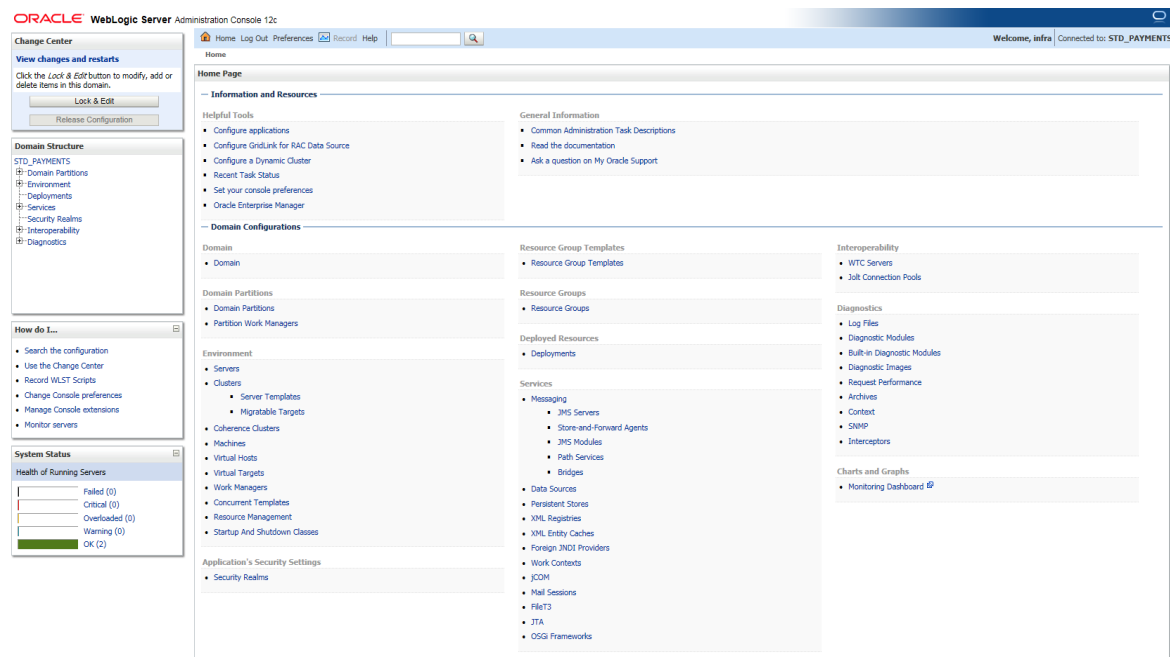 ORACLE WebLogic Server Administration Console 12c
Change Center
View changes and restarts
Click the Lock & Edit button to modify, add or
delete items in this domain.
Lock & Edit
Release Configuration
Domain Structure
STD_PAYMENTS
Domain Partitions
Environment
Deployments
Services
Security Realms
Interoperability
Diagnostics
How do I...
Search the configuration
Use the Change Center
Record WLST Scripts
Change Console preferences
Manage Console extensions
Monitor servers
System Status
Health of Running Servers
Failed (0)
Critical (0)
Overloaded (0)
Warning (0)
OK (2)
Home Log Out Preferences Record Help
Welcome, infra Connected to: STD_PAYMENTS
Home
Home Page
Information and Resources
Helpful Tools
Configure applications
Configure GridLink for RAC Data Source
Configure a Dynamic Cluster
Recent Task Status
Set your console preferences
Oracle Enterprise Manager
General Information
Common Administration Task Descriptions
Read the documentation
Ask a question on My Oracle Support
Domain Configurations
Domain
Domain
Domain Partitions
Domain Partitions
Partition Work Managers
Environment
Servers
Clusters
Server Templates
Migratable Targets
Coherence Clusters
Machines
Virtual Hosts
Virtual Targets
Work Managers
Concurrent Templates
Resource Management
Startup And Shutdown Classes
Application's Security Settings
Security Realms
Resource Group Templates
Resource Group Templates
Resource Groups
Resource Groups
Deployed Resources
Deployments
Services
Messaging
JMS Servers
Store-and-Forward Agents
JMS Modules
Path Services
Bridges
Data Sources
Persistent Stores
XML Registries
XML Entity Caches
Foreign JNDI Providers
Work Contexts
jCOM
Mail Sessions
FileT3
JTA
OSGi Frameworks
Interoperability
WTC Servers
Jolt Connection Pools
Diagnostics
Log Files
Diagnostic Modules
Built-in Diagnostic Modules
Diagnostic Images
Request Performance
Archives
Context
SNMP
Interceptors
Charts and Graphs
Monitoring Dashboard